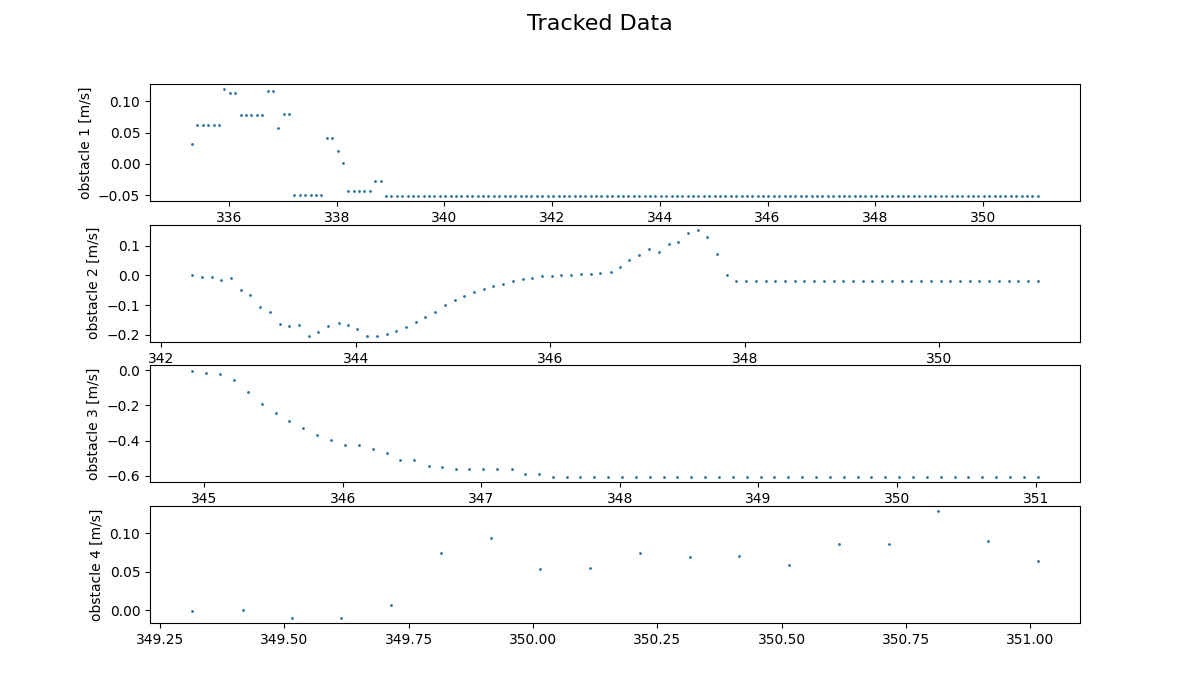 Tracked Data
obstacle 1 [m/s]
0.10
0.05
0.00
−0.05
336 338 340 342 344 346 348 350
obstacle 2 [m/s]
0.1
0.0
−0.1
−0.2
342 344 346 348 350
obstacle 3 [m/s]
0.0
−0.2
−0.4
−0.6
345 346 347 348 349 350 351
obstacle 4 [m/s]
0.10
0.05
0.00
349.25 349.50 349.75 350.00 350.25 350.50 350.75 351.00